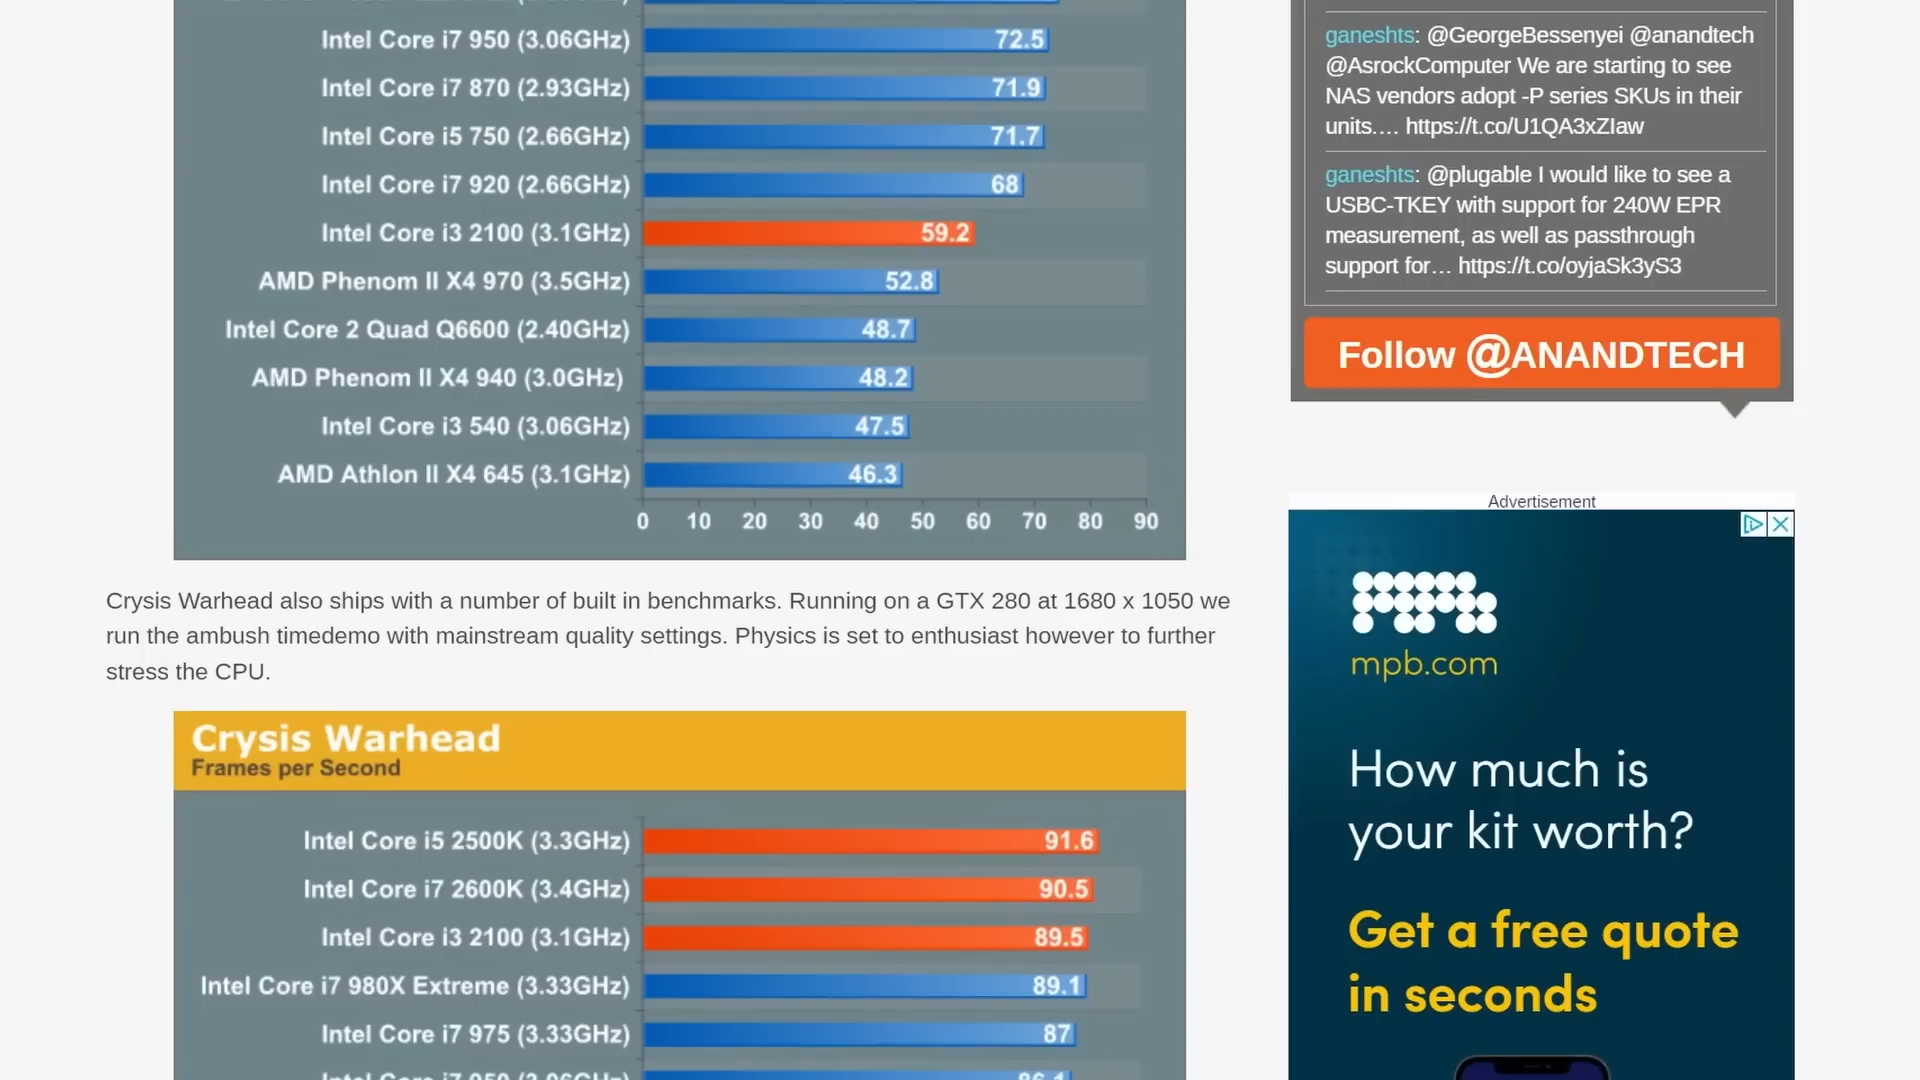 Intel Core i7 950 (3.06GHz) 72.5
Intel Core i7 870 (2.93GHz) 71.9
Intel Core i5 750 (2.66GHz) 71.7
Intel Core i7 920 (2.66GHz) 68
Intel Core i3 2100 (3.1GHz) 59.2
AMD Phenom II X4 970 (3.5GHz) 52.8
Intel Core 2 Quad Q6600 (2.40GHz) 48.7
AMD Phenom II X4 940 (3.0GHz) 48.2
Intel Core i3 540 (3.06GHz) 47.5
AMD Athlon II X4 645 (3.1GHz) 46.3
0 10 20 30 40 50 60 70 80 90
Crysis Warhead also ships with a number of built in benchmarks. Running on a GTX 280 at 1680 x 1050 we
run the ambush timedemo with mainstream quality settings. Physics is set to enthusiast however to further
stress the CPU.
Crysis Warhead
Frames per Second
Intel Core i5 2500K (3.3GHz) 91.6
Intel Core i7 2600K (3.4GHz) 90.5
Intel Core i3 2100 (3.1GHz) 89.5
Intel Core i7 980X Extreme (3.33GHz) 89.1
Intel Core i7 975 (3.33GHz) 87
Intel Core i7 950 (3.06GHz) 86.1
ganeshts: @GeorgeBessenyei @anandtech
@AsrockComputer We are starting to see
NAS vendors adopt -P series SKUs in their
units.… https://t.co/U1QA3xZIaw
ganeshts: @plugable I would like to see a
USBC-TKEY with support for 240W EPR
measurement, as well as passthrough
support for… https://t.co/oyjaSk3yS3
Follow @ANANDTECH
Advertisement
mpb.com
How much is
your kit worth?
Get a free quote
in seconds